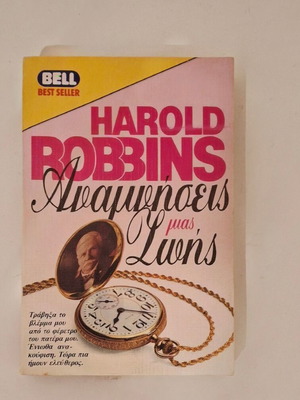 BELL
BEST SELLER
HAROLD
ROBBINS
Αναμνήσεις
μιας
Ζωής
Τράβηξα το
βλέμμα μου
από το φέρετρο
του πατέρα μου.
Ένιωθα ανα-
κούφιση. Τώρα πια
ήμουν ελεύθερος.